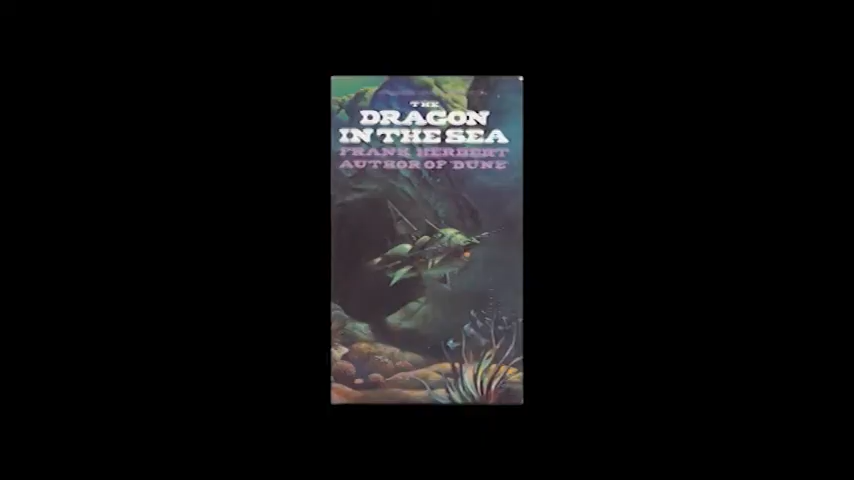 THE
DRAGON
IN THE SEA
FRANK HERBERT
AUTHOR OF DUNE